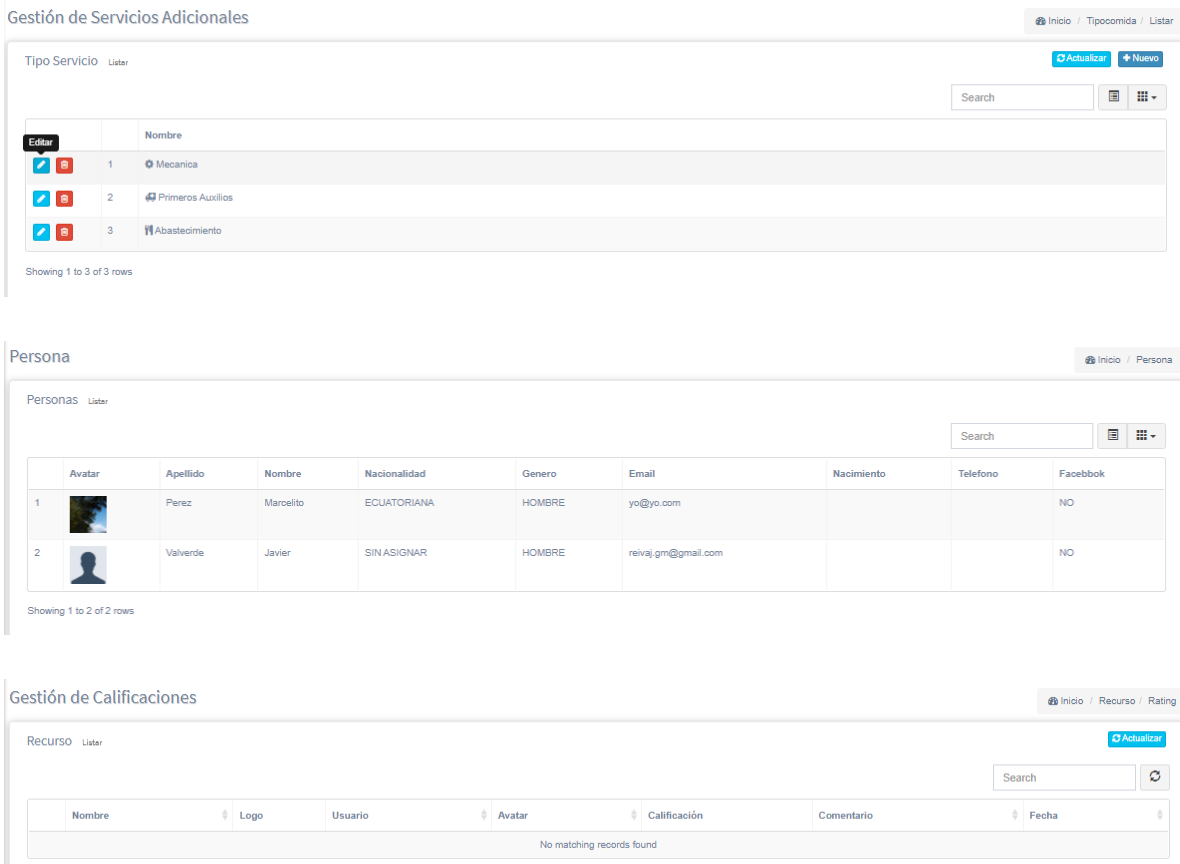 Gestión de Servicios Adicionales
Inicio / Tipocomida / Listar
Tipo Servicio Listar
Actualizar
Nuevo
Search
Nombre
Editar
1 Mecanica
2 Primeros Auxilios
3 Abastecimiento
Showing 1 to 3 of 3 rows
Persona
Inicio / Persona
Personas Listar
Search
Avatar Apellido Nombre Nacionalidad Genero Email Nacimiento Telefono Facebbok
1 Perez Marcelito ECUATORIANA HOMBRE yo@yo.com NO
2 Valverde Javier SIN ASIGNAR HOMBRE reivaj.gm@gmail.com NO
Showing 1 to 2 of 2 rows
Gestión de Calificaciones
Inicio / Recurso / Rating
Recurso Listar
Actualizar
Search
Nombre Logo Usuario Avatar Calificación Comentario Fecha
No matching records found